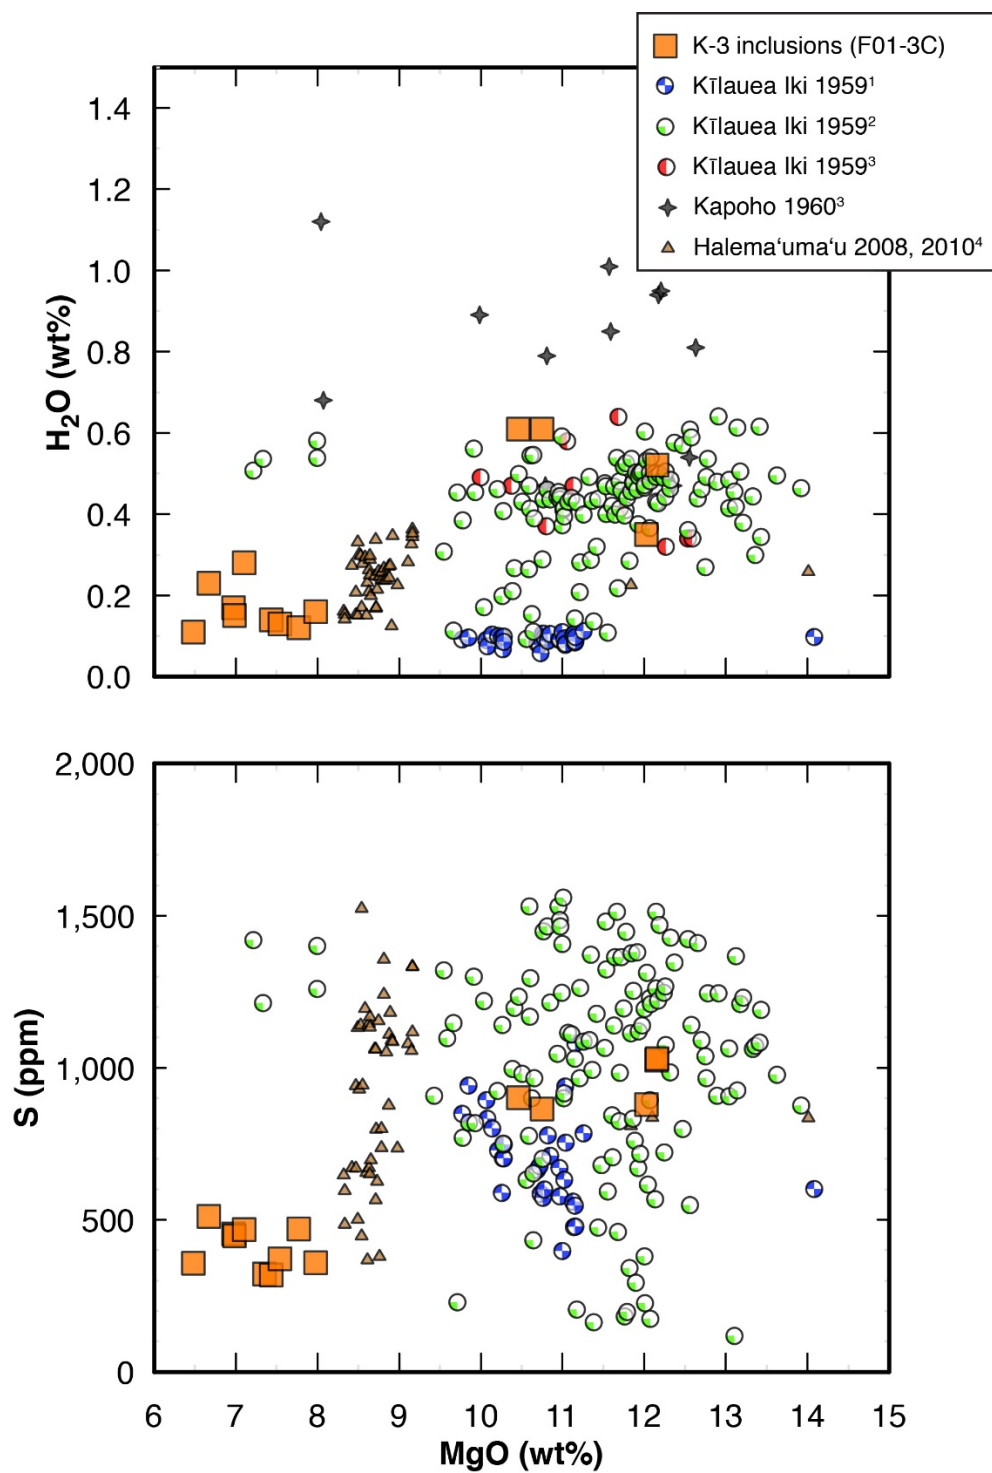 K-3 inclusions (F01-3C)
Kīlauea Iki 1959¹
Kīlauea Iki 1959²
Kīlauea Iki 1959³
Kapoho 1960³
Halema‘uma‘u 2008, 2010⁴
1.4
1.2
1.0
0.8
0.6
0.4
0.2
0.0
H₂O (wt%)
2,000
1,500
1,000
500
0
S (ppm)
6 7 8 9 10 11 12 13 14 15
MgO (wt%)